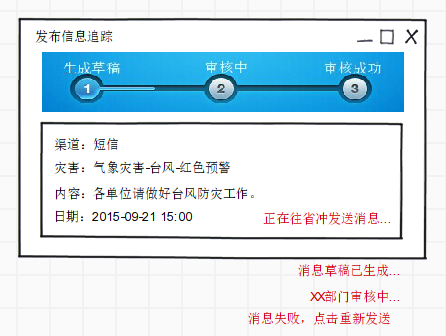 发布信息追踪
生成草稿 审核中 审核成功
1 2 3
渠道：短信
灾害：气象灾害-台风-红色预警
内容：各单位请做好台风防灾工作。
日期：2015-09-21 15:00 正在往省冲发送消息...
消息草稿已生成...
XX部门审核中...
消息失败，点击重新发送